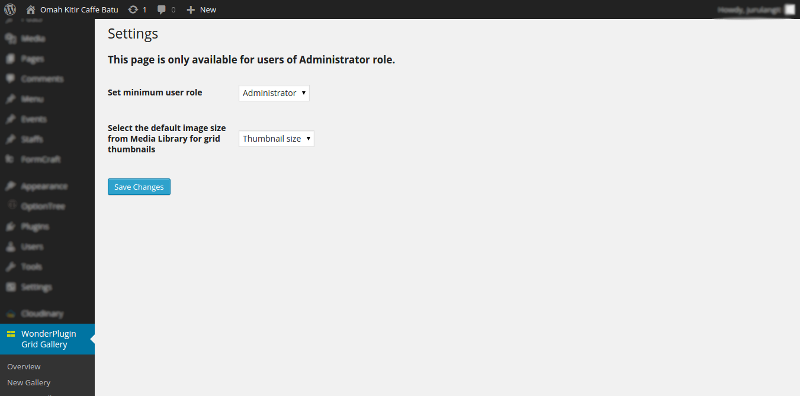 Omah Kitir Caffe Batu 1 0 New
Howdy, jurulangit
Media
Pages
Comments
Menu
Events
Staffs
FormCraft
Appearance
OptionTree
Plugins
Users
Tools
Settings
Cloudinary
WonderPlugin
Grid Gallery
Overview
New Gallery
Settings
This page is only available for users of Administrator role.
Set minimum user role
Administrator
Select the default image size
from Media Library for grid
thumbnails
Thumbnail size
Save Changes